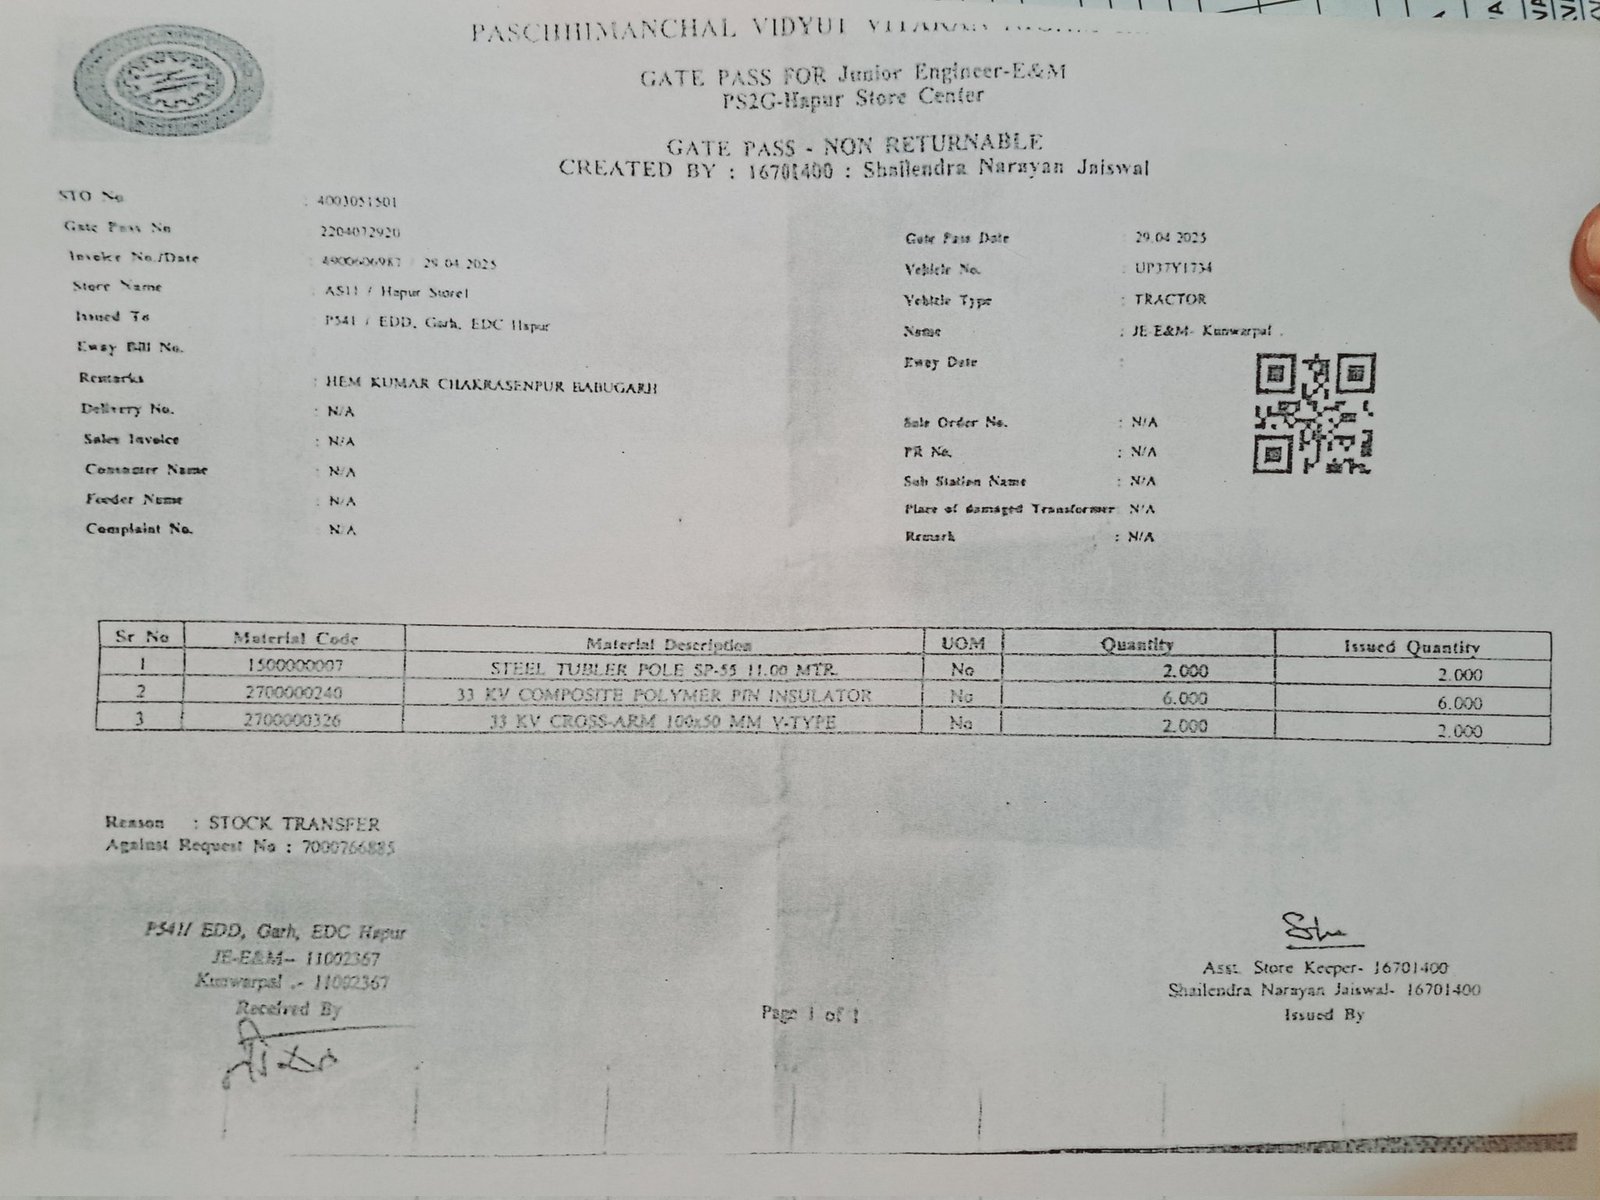 PASCHHIMANCHAL VIDYUT VITARAN
GATE PASS FOR Junior Engineer-E&M
PS2G-Hapur Store Center
GATE PASS - NON RETURNABLE
CREATED BY : 16701400 : Shailendra Narayan Jaiswal
STO No : 4003051501
Gate Pass No 2204072920
Invoice No./Date : 4900606987 / 29.04.2025
Store Name : AS11 / Hapur Store1
Issued To : P541 / EDD, Garh, EDC Hapur
Eway Bill No.
Remarks : HEM KUMAR CHAKRASENPUR BABUGARH
Delivery No. : N/A
Sales Invoice : N/A
Consumer Name : N/A
Feeder Name : N/A
Complaint No. : N/A
Gate Pass Date : 29.04.2025
Vehicle No. : UP37Y1734
Vehicle Type : TRACTOR
Name : JE-E&M- Kunwarpal .
Eway Date :
Sale Order No. : N/A
PR No. : N/A
Sub Station Name : N/A
Place of damaged Transformer N/A
Remark : N/A
Sr No Material Code Material Description UOM Quantity Issued Quantity
1 1500000007 STEEL TUBLER POLE SP-55 11.00 MTR. No 2.000 2.000
2 2700000240 33 KV COMPOSITE POLYMER PIN INSULATOR No 6.000 6.000
3 2700000326 33 KV CROSS-ARM 100x50 MM V-TYPE No 2.000 2.000
Reason : STOCK TRANSFER
Against Request No : 7000766885
P541/ EDD, Garh, EDC Hapur
JE-E&M-- 11002367
Kunwarpal .- 11002367
Received By
Page 1 of 1
Asst. Store Keeper- 16701400
Shailendra Narayan Jaiswal- 16701400
Issued By